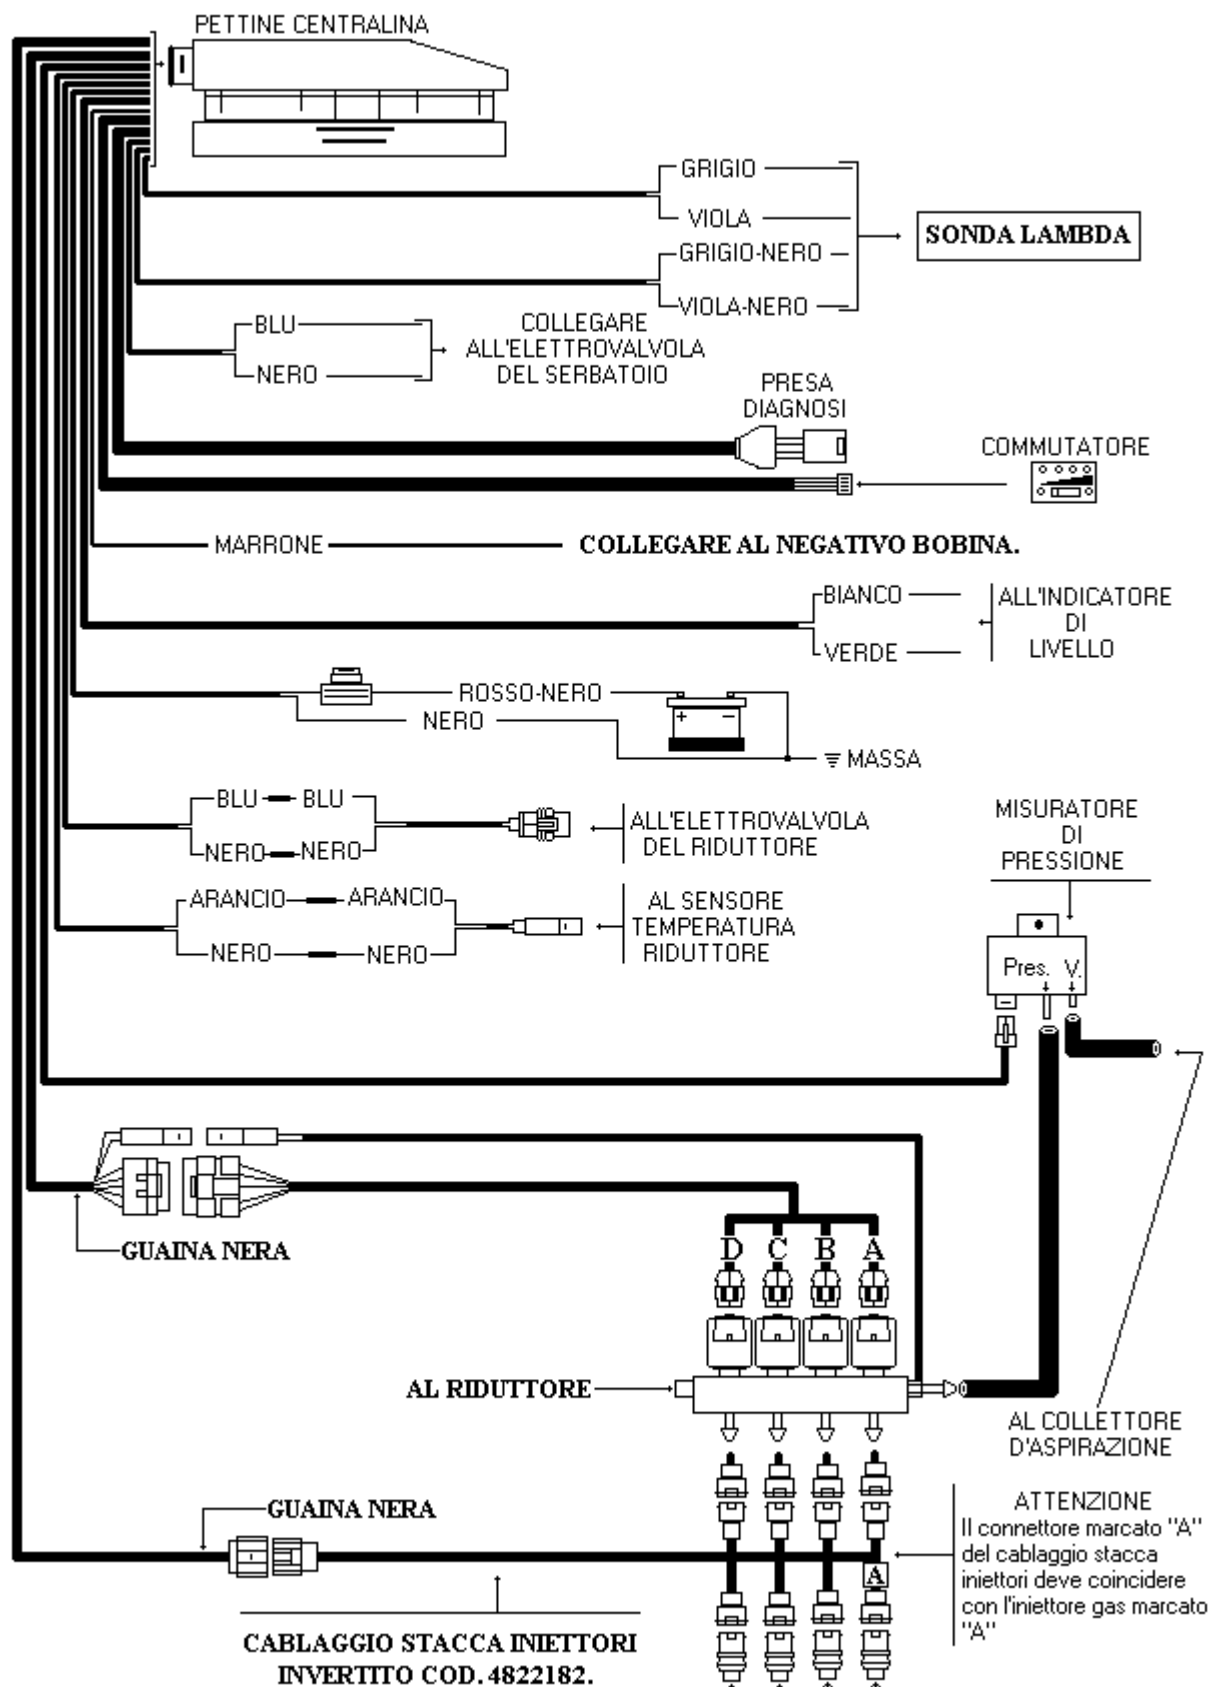 PETTINE CENTRALINA
GRIGIO
VIOLA
GRIGIO-NERO
VIOLA-NERO
SONDA LAMBDA
BLU
NERO
COLLEGARE
ALL'ELETTROVALVOLA
DEL SERBATOIO
PRESA
DIAGNOSI
COMMUTATORE
MARRONE
COLLEGARE AL NEGATIVO BOBINA.
BIANCO
VERDE
ALL'INDICATORE
DI
LIVELLO
ROSSO-NERO
NERO
+ −
MASSA
BLU BLU
NERO NERO
ALL'ELETTROVALVOLA
DEL RIDUTTORE
ARANCIO ARANCIO
NERO NERO
AL SENSORE
TEMPERATURA
RIDUTTORE
MISURATORE
DI
PRESSIONE
Pres. V.
GUAINA NERA
D C B A
AL RIDUTTORE
AL COLLETTORE
D'ASPIRAZIONE
GUAINA NERA
A
ATTENZIONE
Il connettore marcato "A"
del cablaggio stacca
iniettori deve coincidere
con l'iniettore gas marcato
"A"
CABLAGGIO STACCA INIETTORI
INVERTITO COD. 4822182.